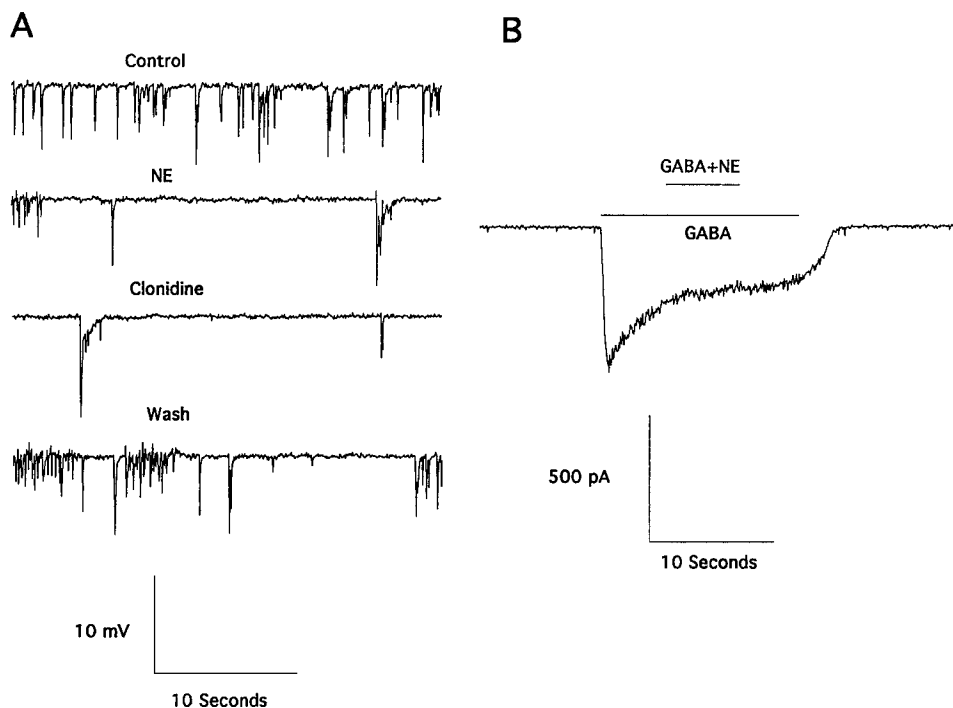 A
Control
NE
Clonidine
Wash
10 mV
10 Seconds
B
GABA+NE
GABA
500 pA
10 Seconds